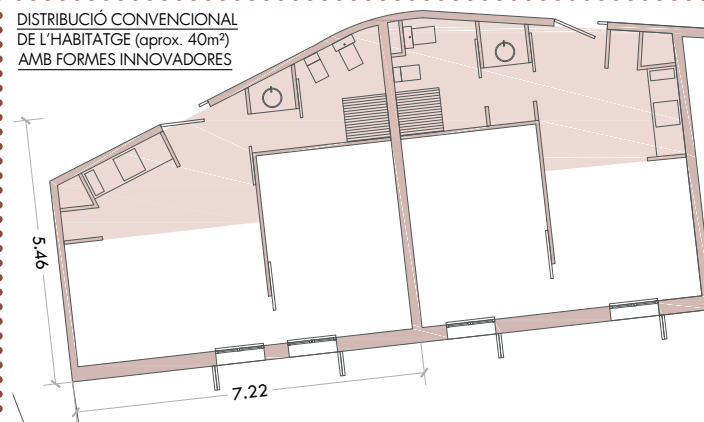 DISTRIBUCIÓ CONVENCIONAL
DE L'HABITATGE (aprox. 40m²)
AMB FORMES INNOVADORES
5.46
7.22